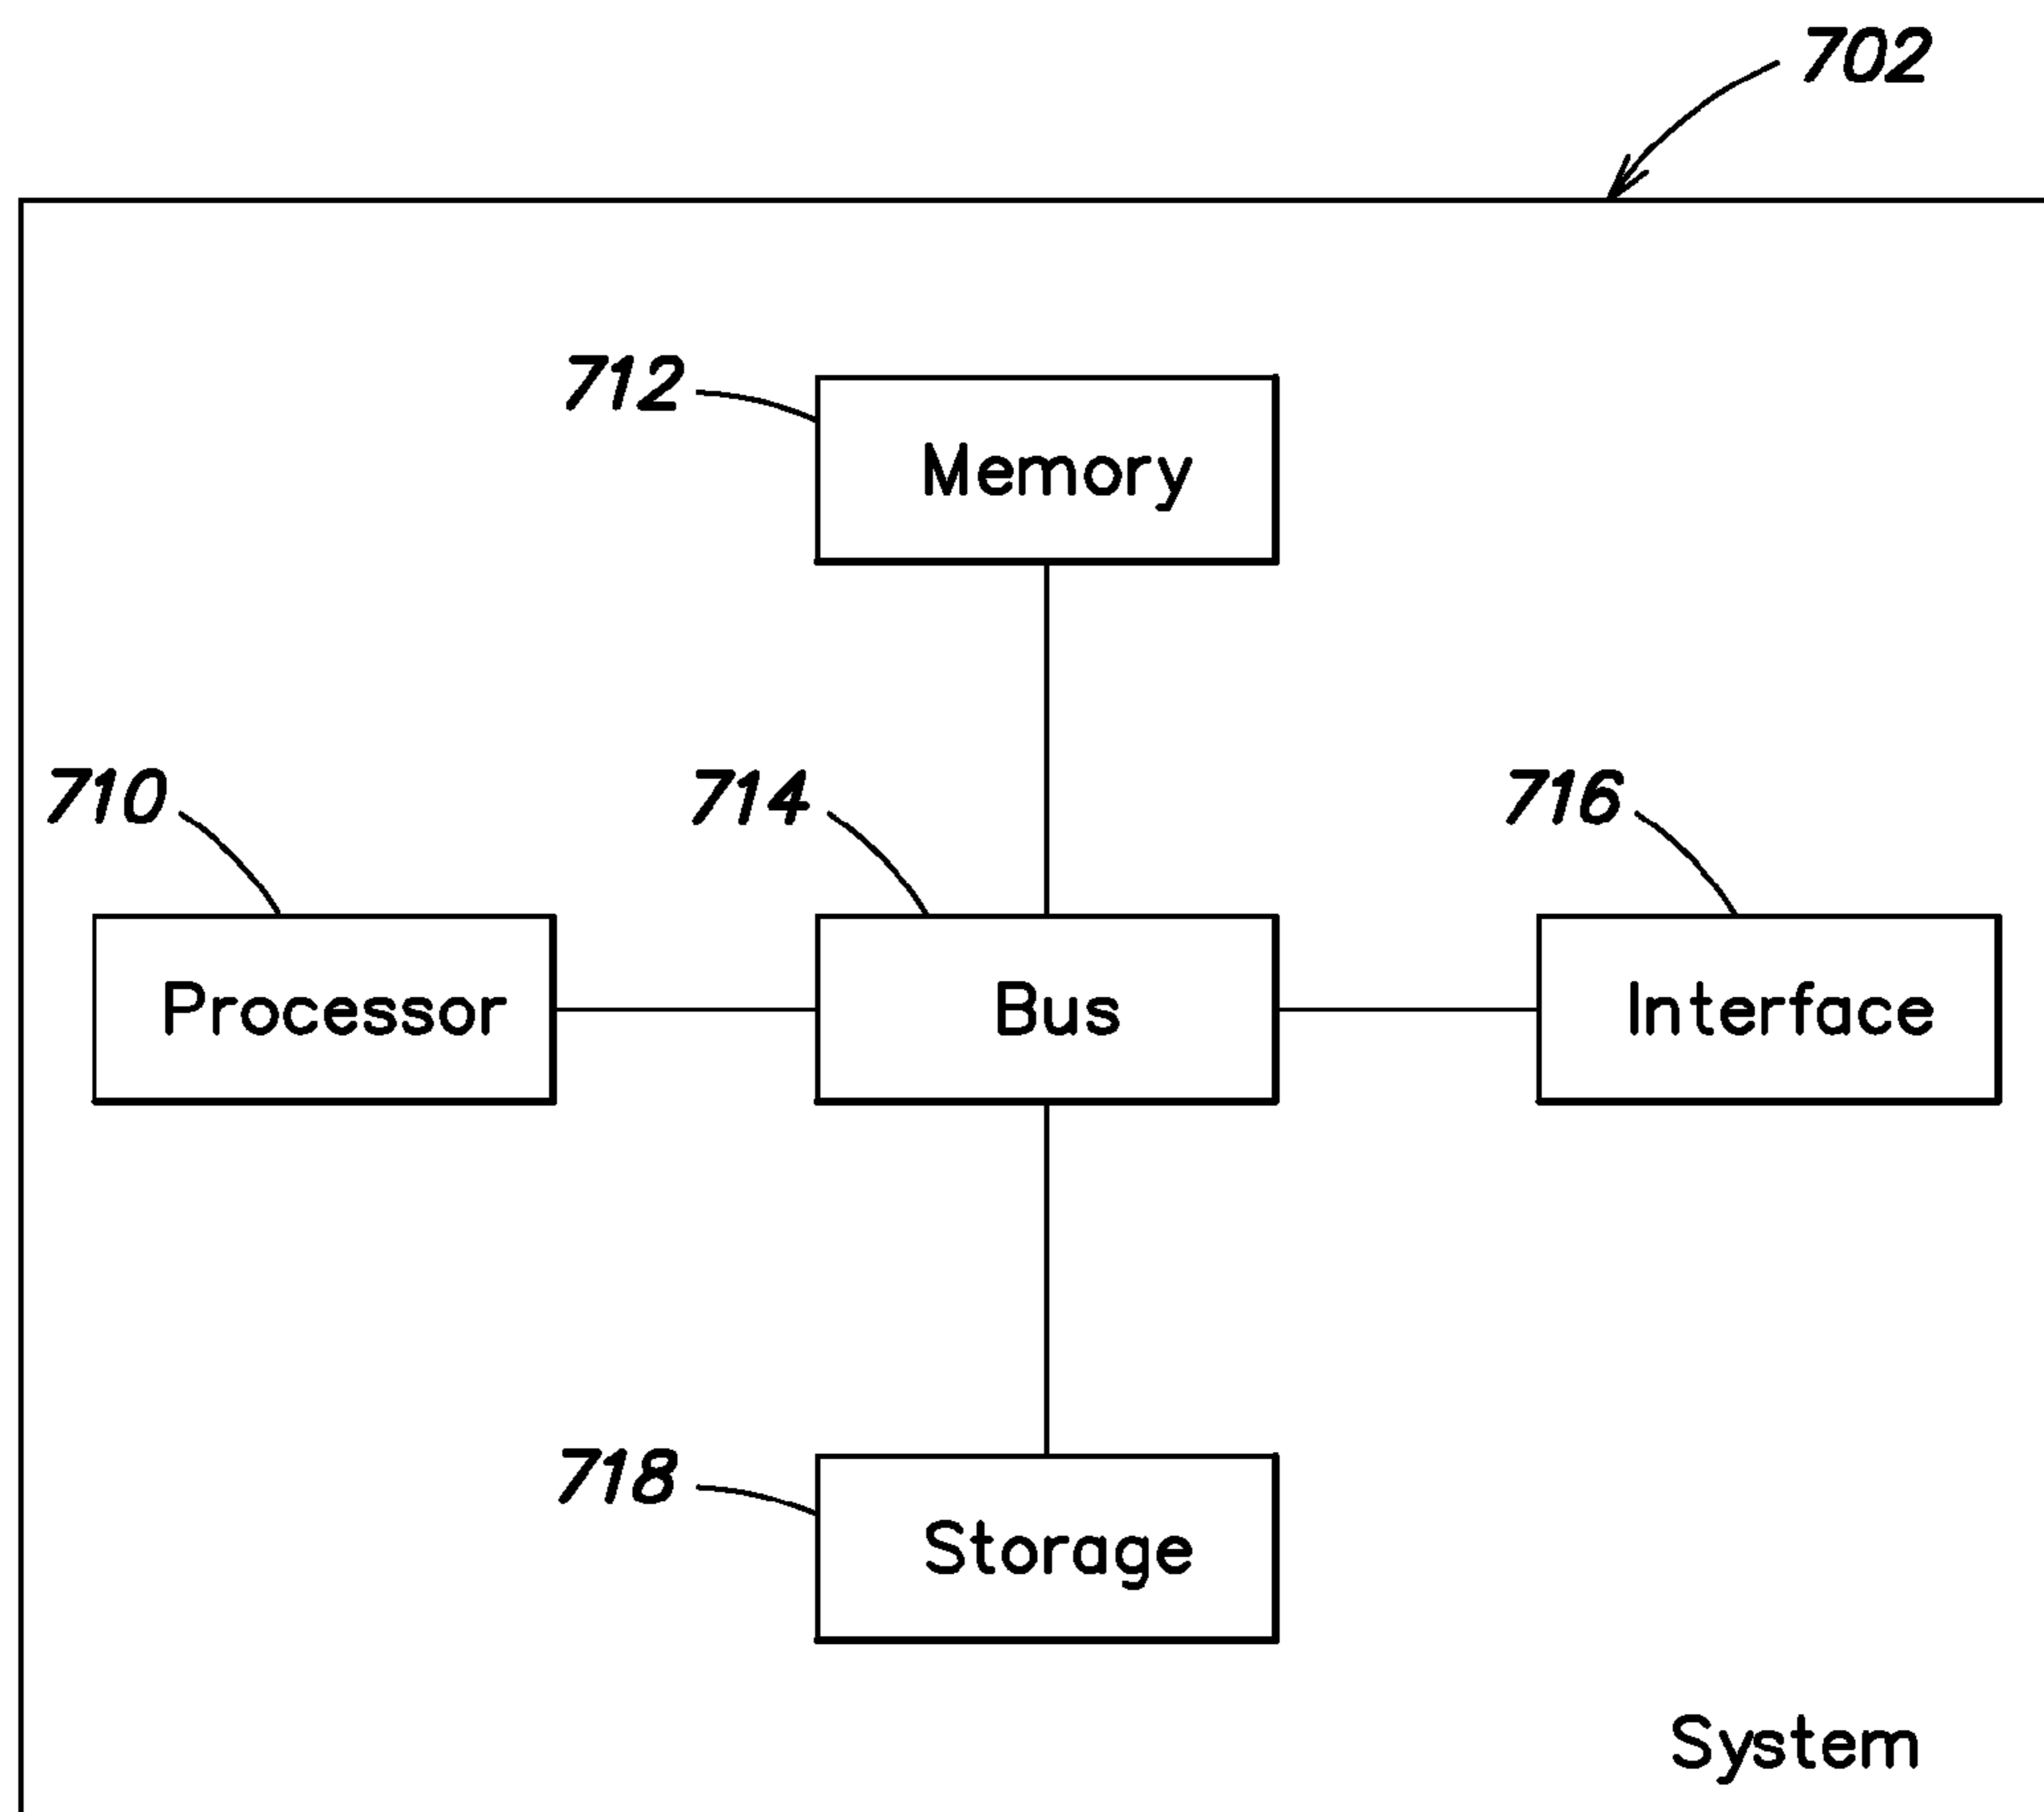 702
712
Memory
710
714
716
Processor
Bus
Interface
718
Storage
System